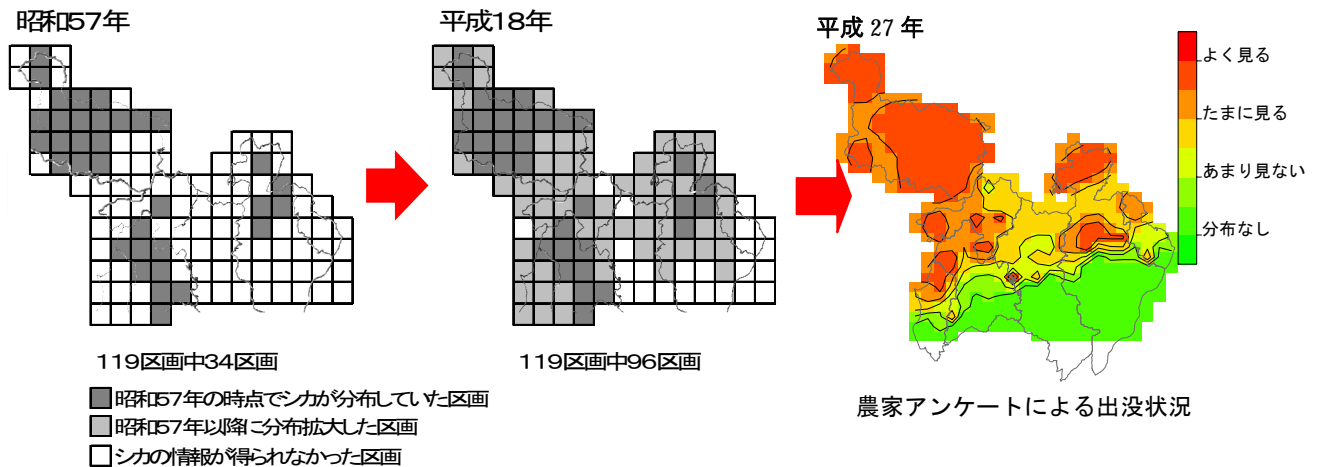 昭和57年
平成18年
平成 27 年
よく見る
たまに見る
あまり見ない
分布なし
119区画中34区画
119区画中96区画
農家アンケートによる出没状況
昭和57年の時点でシカが分布していた区画
昭和57年以降に分布拡大した区画
シカの情報が得られなかった区画